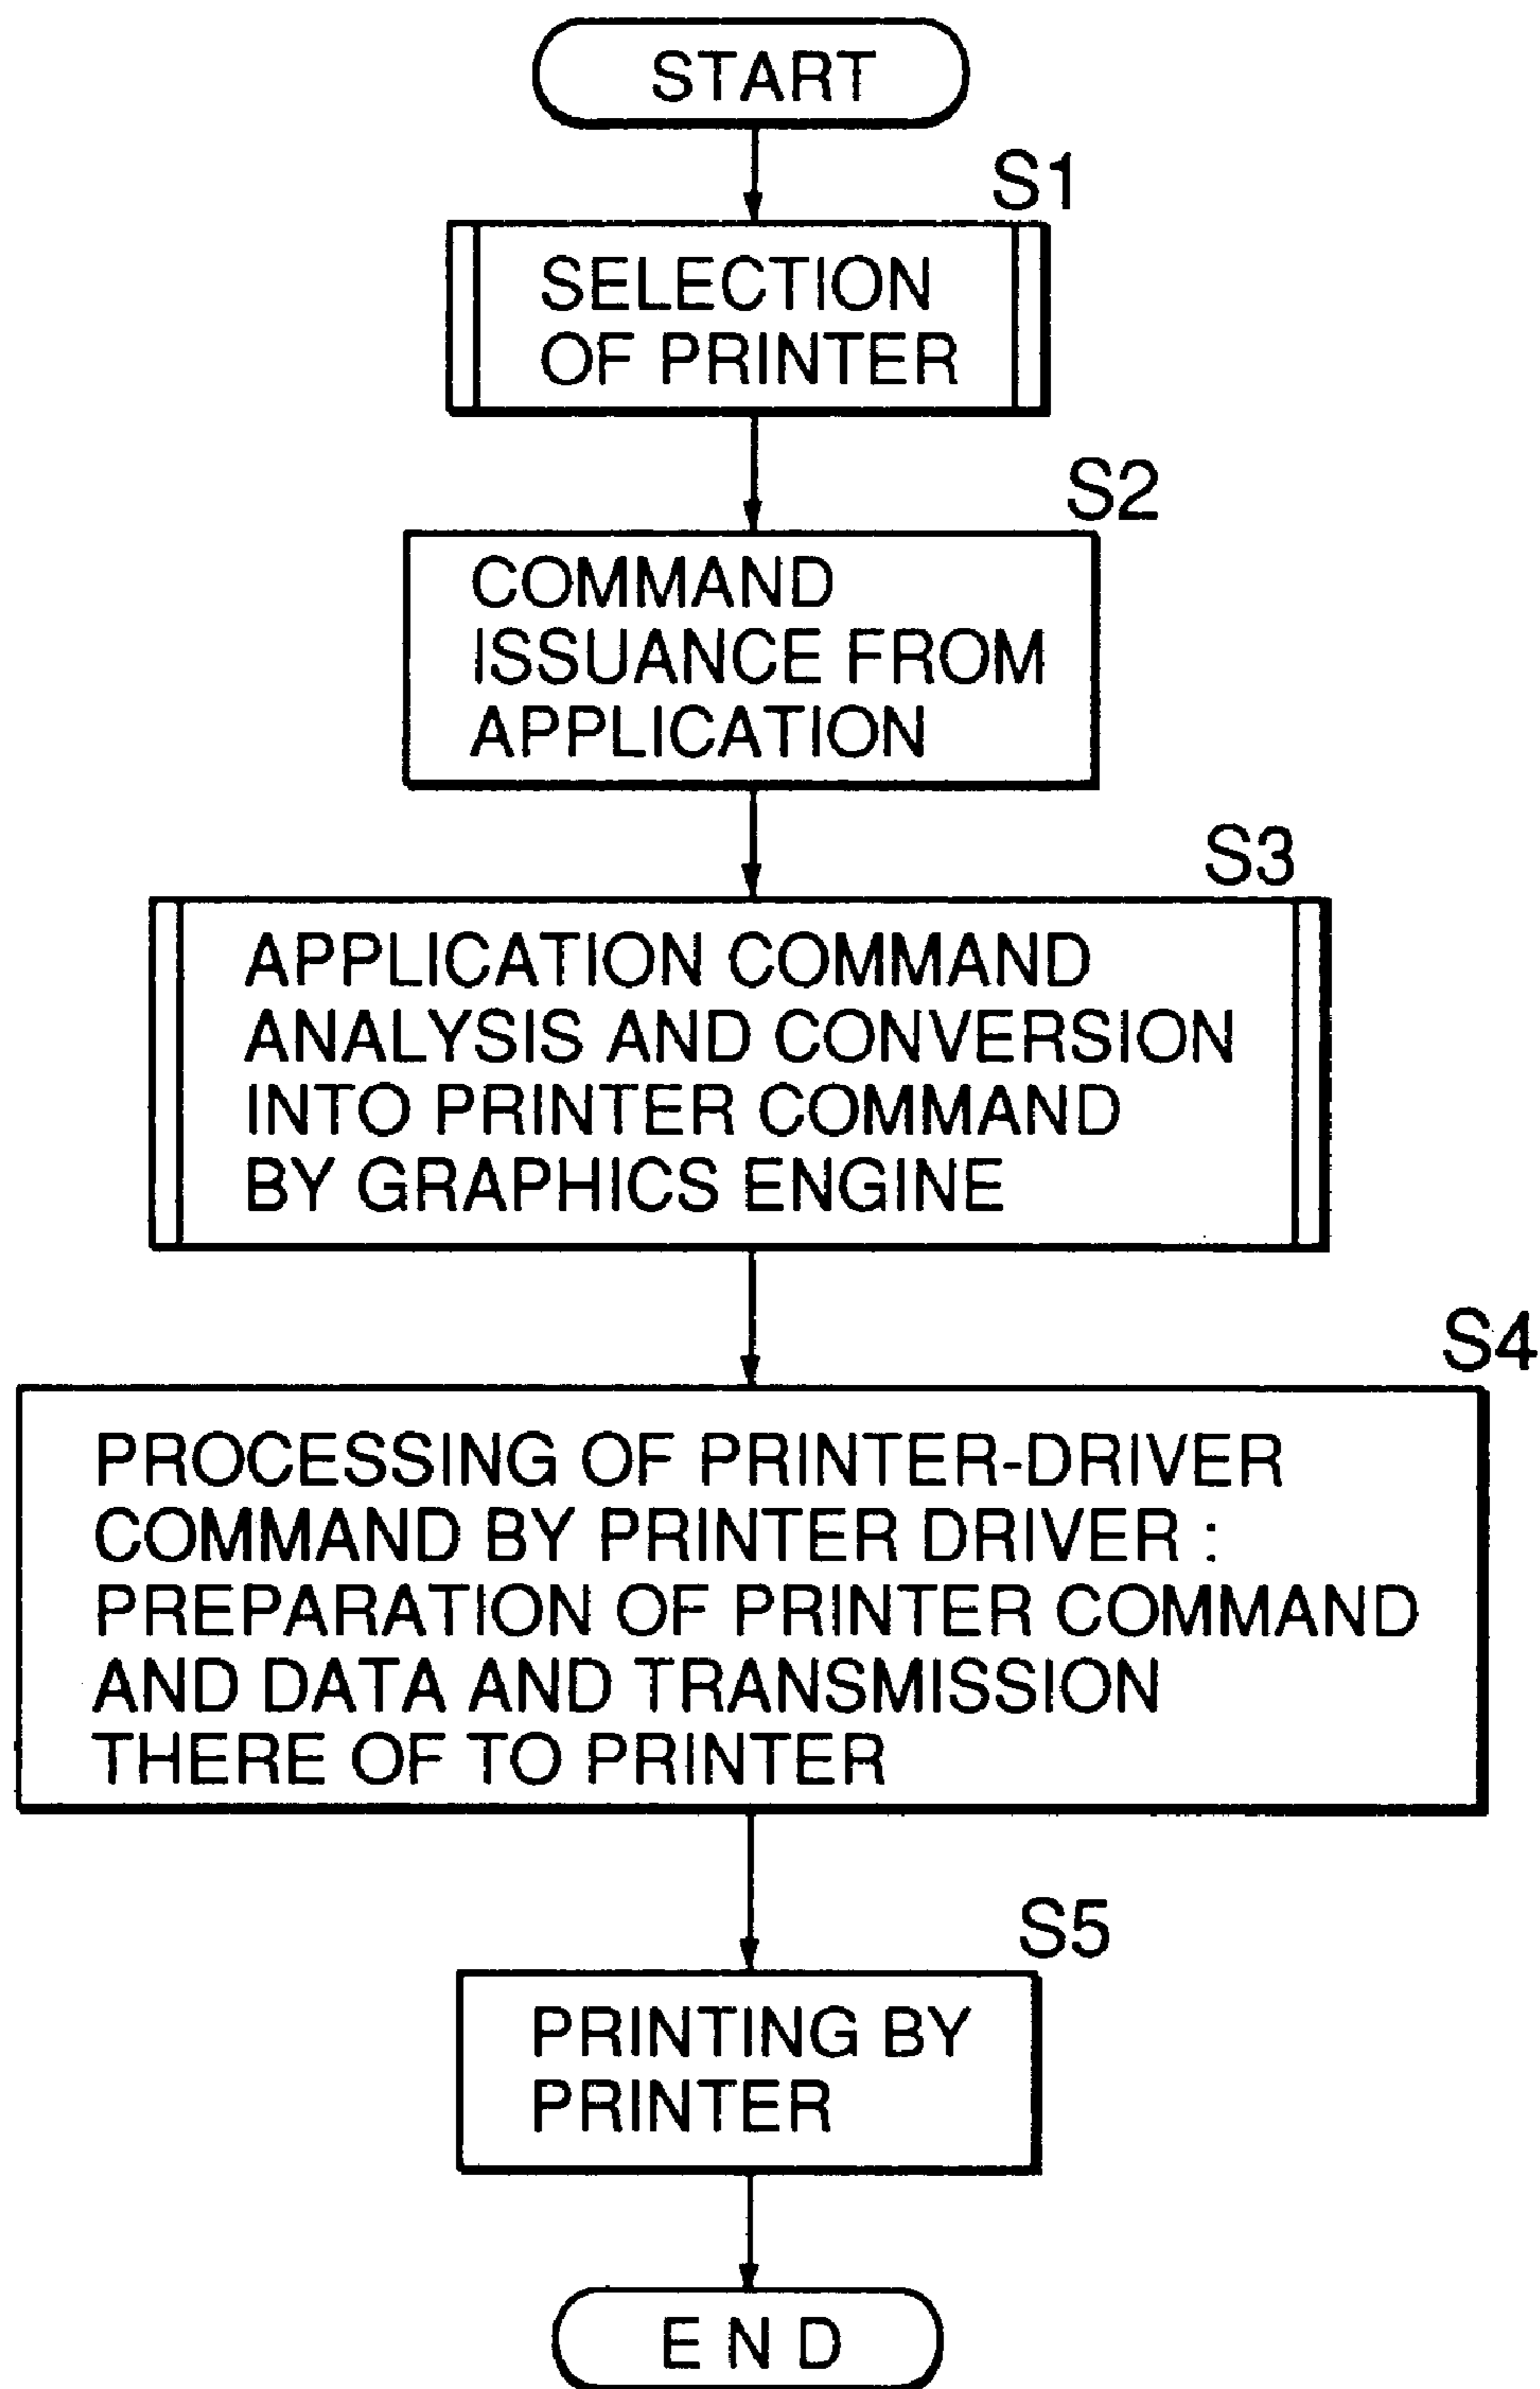 START
S1
SELECTION
OF PRINTER
S2
COMMAND
ISSUANCE FROM
APPLICATION
S3
APPLICATION COMMAND
ANALYSIS AND CONVERSION
INTO PRINTER COMMAND
BY GRAPHICS ENGINE
S4
PROCESSING OF PRINTER-DRIVER
COMMAND BY PRINTER DRIVER :
PREPARATION OF PRINTER COMMAND
AND DATA AND TRANSMISSION
THERE OF TO PRINTER
S5
PRINTING BY
PRINTER
END